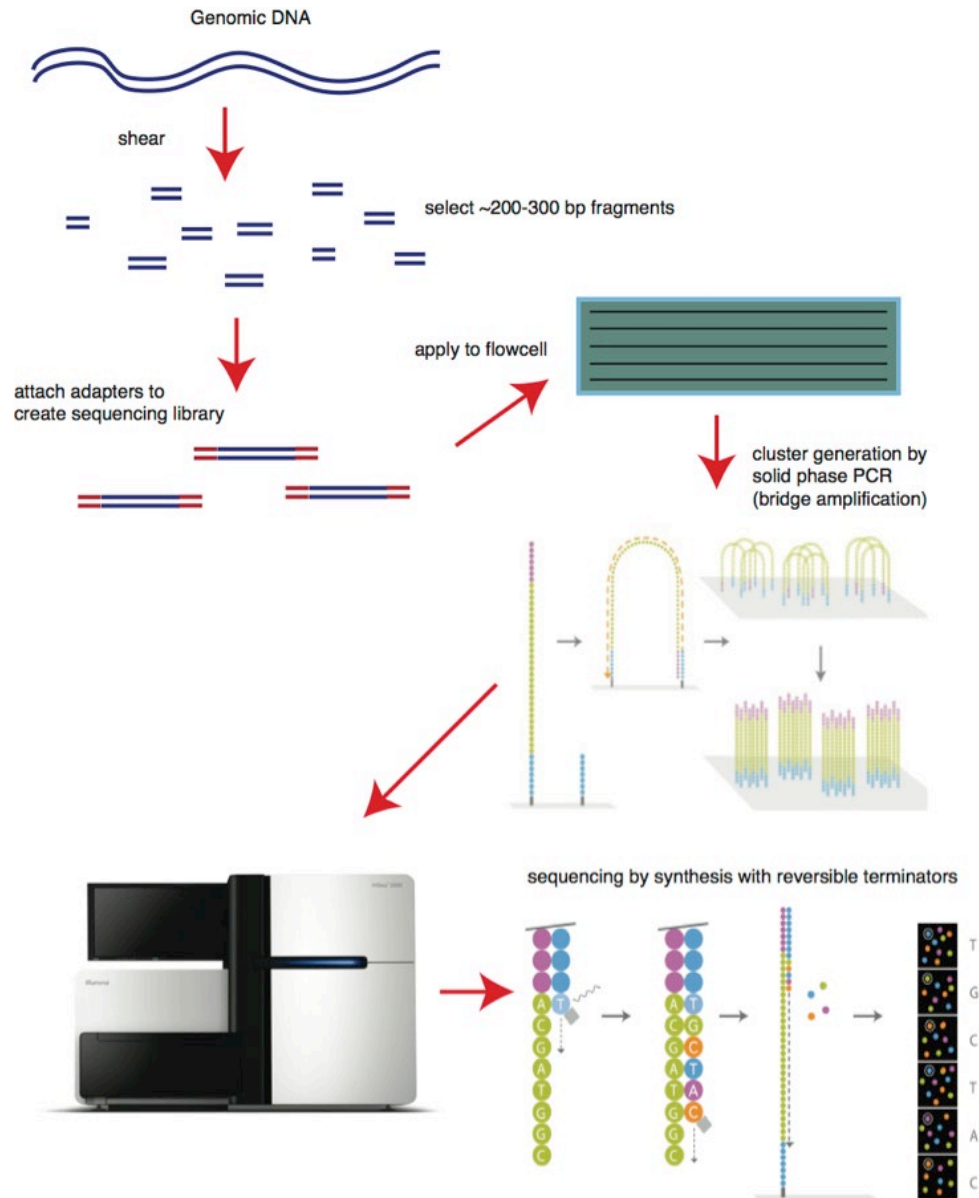 Genomic DNA
shear
select ~200-300 bp fragments
attach adapters to
create sequencing library
apply to flowcell
cluster generation by
solid phase PCR
(bridge amplification)
sequencing by synthesis with reversible terminators
illumina
A T
C
G
A
T
G
G
C
A T
C G
G C
A T
T A
G C
G
C
T
G
C
T
A
C